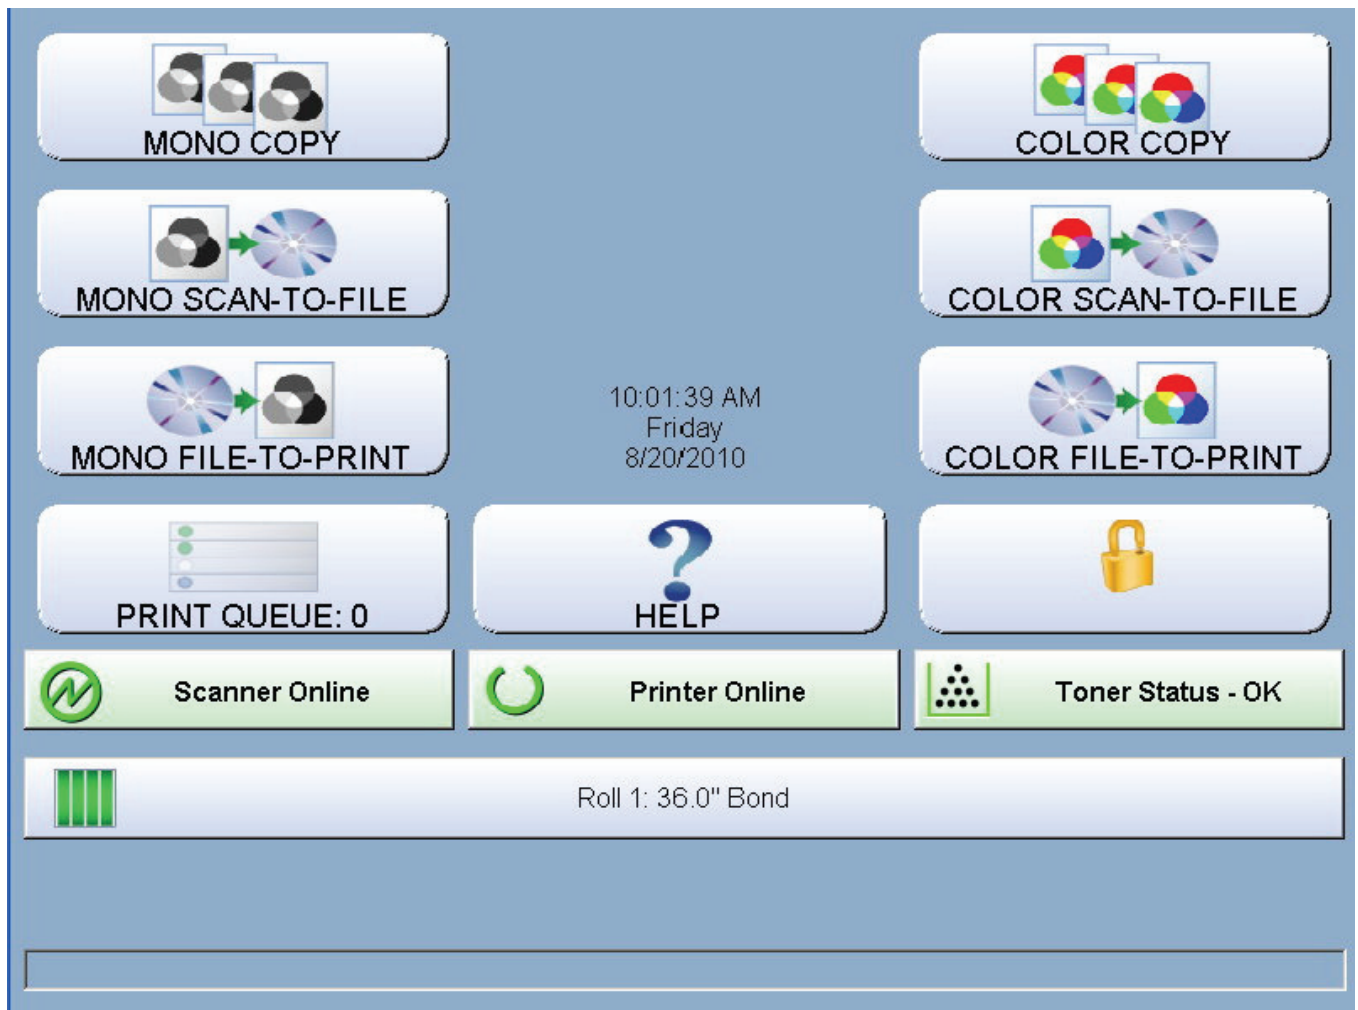 MONO COPY
COLOR COPY
MONO SCAN-TO-FILE
COLOR SCAN-TO-FILE
MONO FILE-TO-PRINT
10:01:39 AM
Friday
8/20/2010
COLOR FILE-TO-PRINT
PRINT QUEUE: 0
HELP
Scanner Online
Printer Online
Toner Status - OK
Roll 1: 36.0" Bond